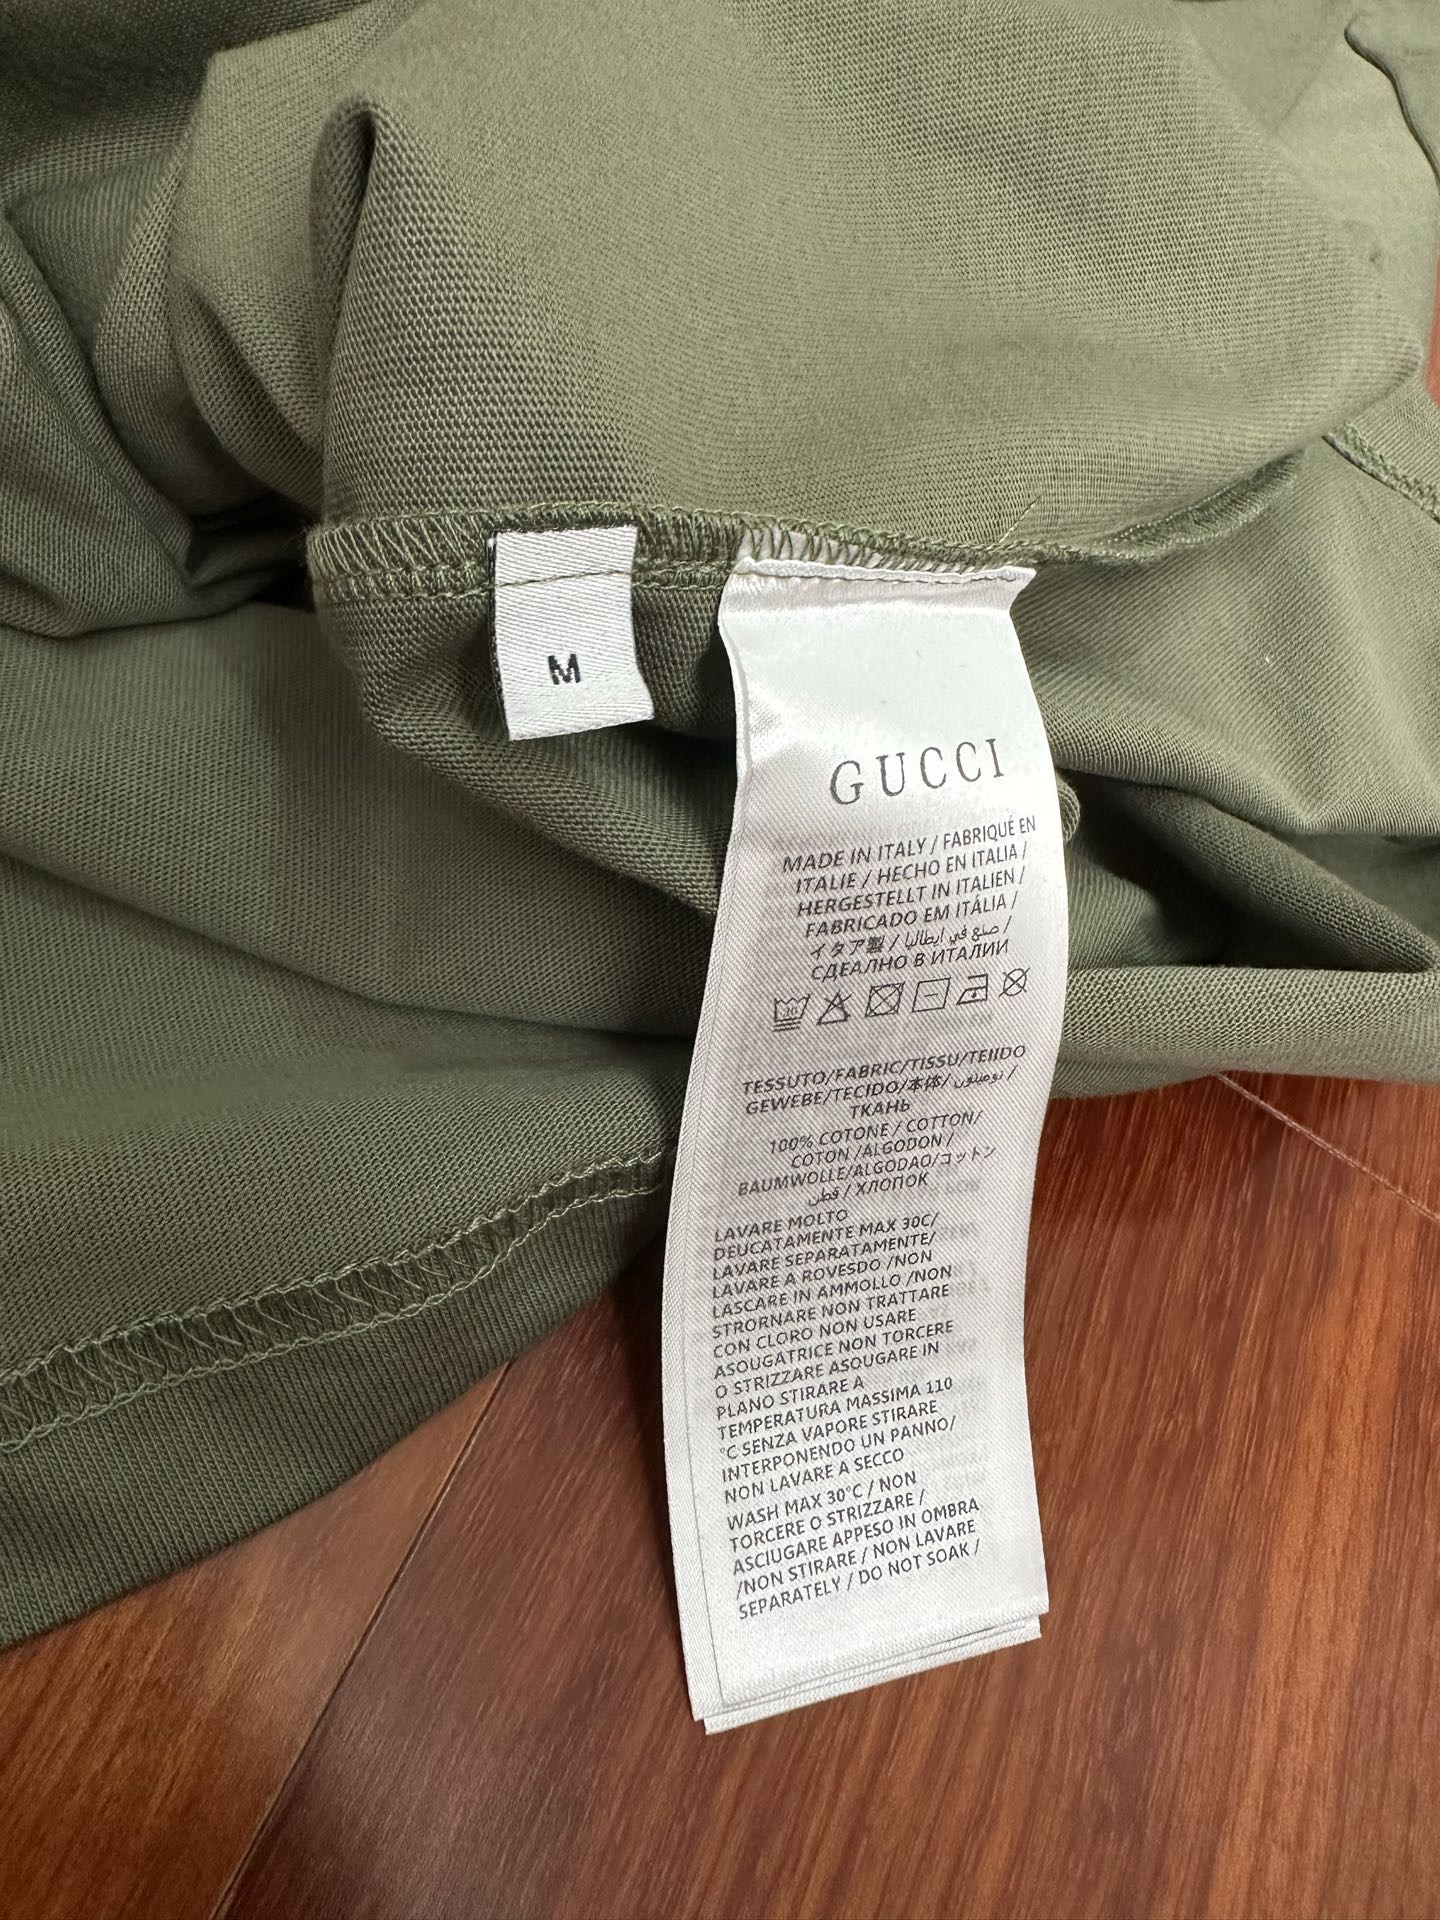 M
GUCCI
MADE IN ITALY / FABRIQUÉ EN
ITALIE / HECHO EN ITALIA /
HERGESTELLT IN ITALIEN /
FABRICADO EM ITÁLIA /
イタア製 / صنع في إيطاليا /
СДЕАЛНО В ИТАЛИИ
30
TESSUTO/FABRIC/TISSU/TEIIDO
GEWEBE/TECIDO/本体/ نومبلون /
ТКАНЬ
100% COTONE / COTTON/
COTON /ALGODON /
BAUMWOLLE/ALGODAO/コットン
قطن / ХЛОПОК
LAVARE MOLTO
DEUCATAMENTE MAX 30C/
LAVARE SEPARATAMENTE/
LAVARE A ROVESDO /NON
LASCARE IN AMMOLLO /NON
STRORNARE NON TRATTARE
CON CLORO NON USARE
ASOUGATRICE NON TORCERE
O STRIZZARE ASOUGARE IN
PLANO STIRARE A
TEMPERATURA MASSIMA 110
°C SENZA VAPORE STIRARE
INTERPONENDO UN PANNO/
NON LAVARE A SECCO
WASH MAX 30°C / NON
TORCERE O STRIZZARE /
ASCIUGARE APPESO IN OMBRA
/NON STIRARE / NON LAVARE
SEPARATELY / DO NOT SOAK /